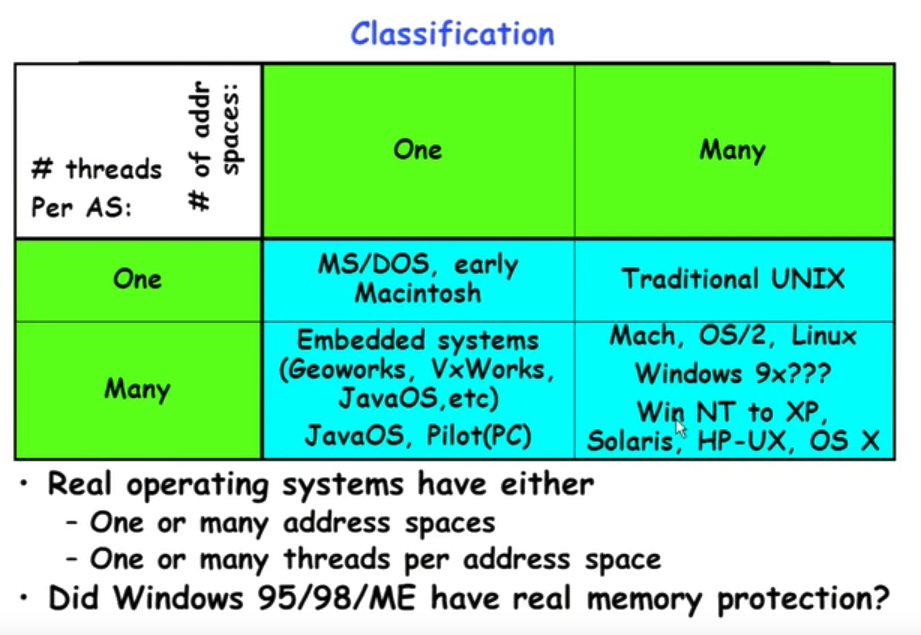 Classification
# of addr
spaces:
# threads
Per AS:
One
Many
One
MS/DOS, early
Macintosh
Traditional UNIX
Many
Embedded systems
(Geoworks, VxWorks,
JavaOS,etc)
JavaOS, Pilot(PC)
Mach, OS/2, Linux
Windows 9x???
Win NT to XP,
Solaris, HP-UX, OS X
• Real operating systems have either
– One or many address spaces
– One or many threads per address space
• Did Windows 95/98/ME have real memory protection?